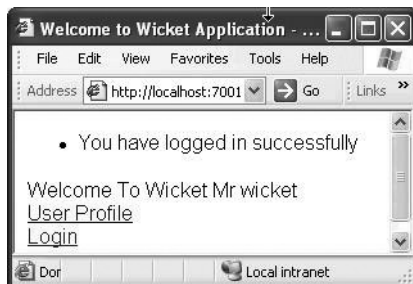 Welcome to Wicket Application - ...
File Edit View Favorites Tools Help
Address http://localhost:7001 Go Links »
You have logged in successfully
Welcome To Wicket Mr wicket
User Profile
Login
Dor Local intranet